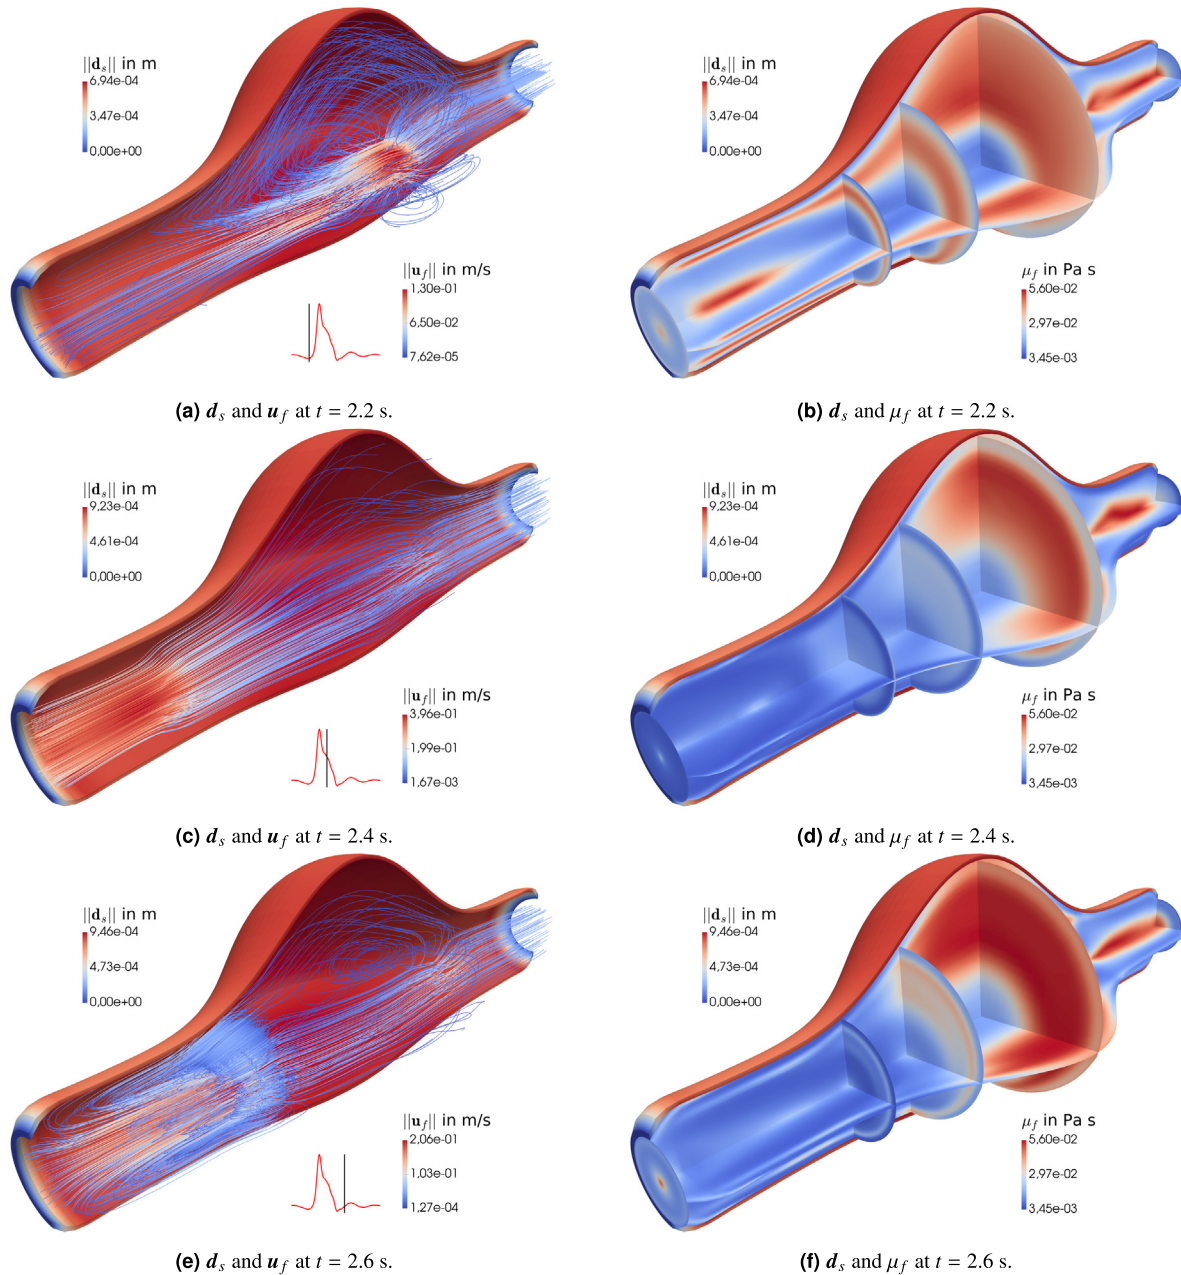 ||d_s|| in m
6,94e-04
3.47e-04
0,00e+00
||u_f|| in m/s
1,30e-01
6,50e-02
7,62e-05
(a) d_s and u_f at t = 2.2 s.
||d_s|| in m
6,94e-04
3.47e-04
0,00e+00
μ_f in Pa s
5,60e-02
2.97e-02
3.45e-03
(b) d_s and μ_f at t = 2.2 s.
||d_s|| in m
9,23e-04
4,61e-04
0,00e+00
||u_f|| in m/s
3,96e-01
1,99e-01
1,67e-03
(c) d_s and u_f at t = 2.4 s.
||d_s|| in m
9,23e-04
4,61e-04
0,00e+00
μ_f in Pa s
5,60e-02
2.97e-02
3.45e-03
(d) d_s and μ_f at t = 2.4 s.
||d_s|| in m
9,46e-04
4,73e-04
0,00e+00
||u_f|| in m/s
2,06e-01
1,03e-01
1,27e-04
(e) d_s and u_f at t = 2.6 s.
||d_s|| in m
9,46e-04
4,73e-04
0,00e+00
μ_f in Pa s
5,60e-02
2.97e-02
3.45e-03
(f) d_s and μ_f at t = 2.6 s.